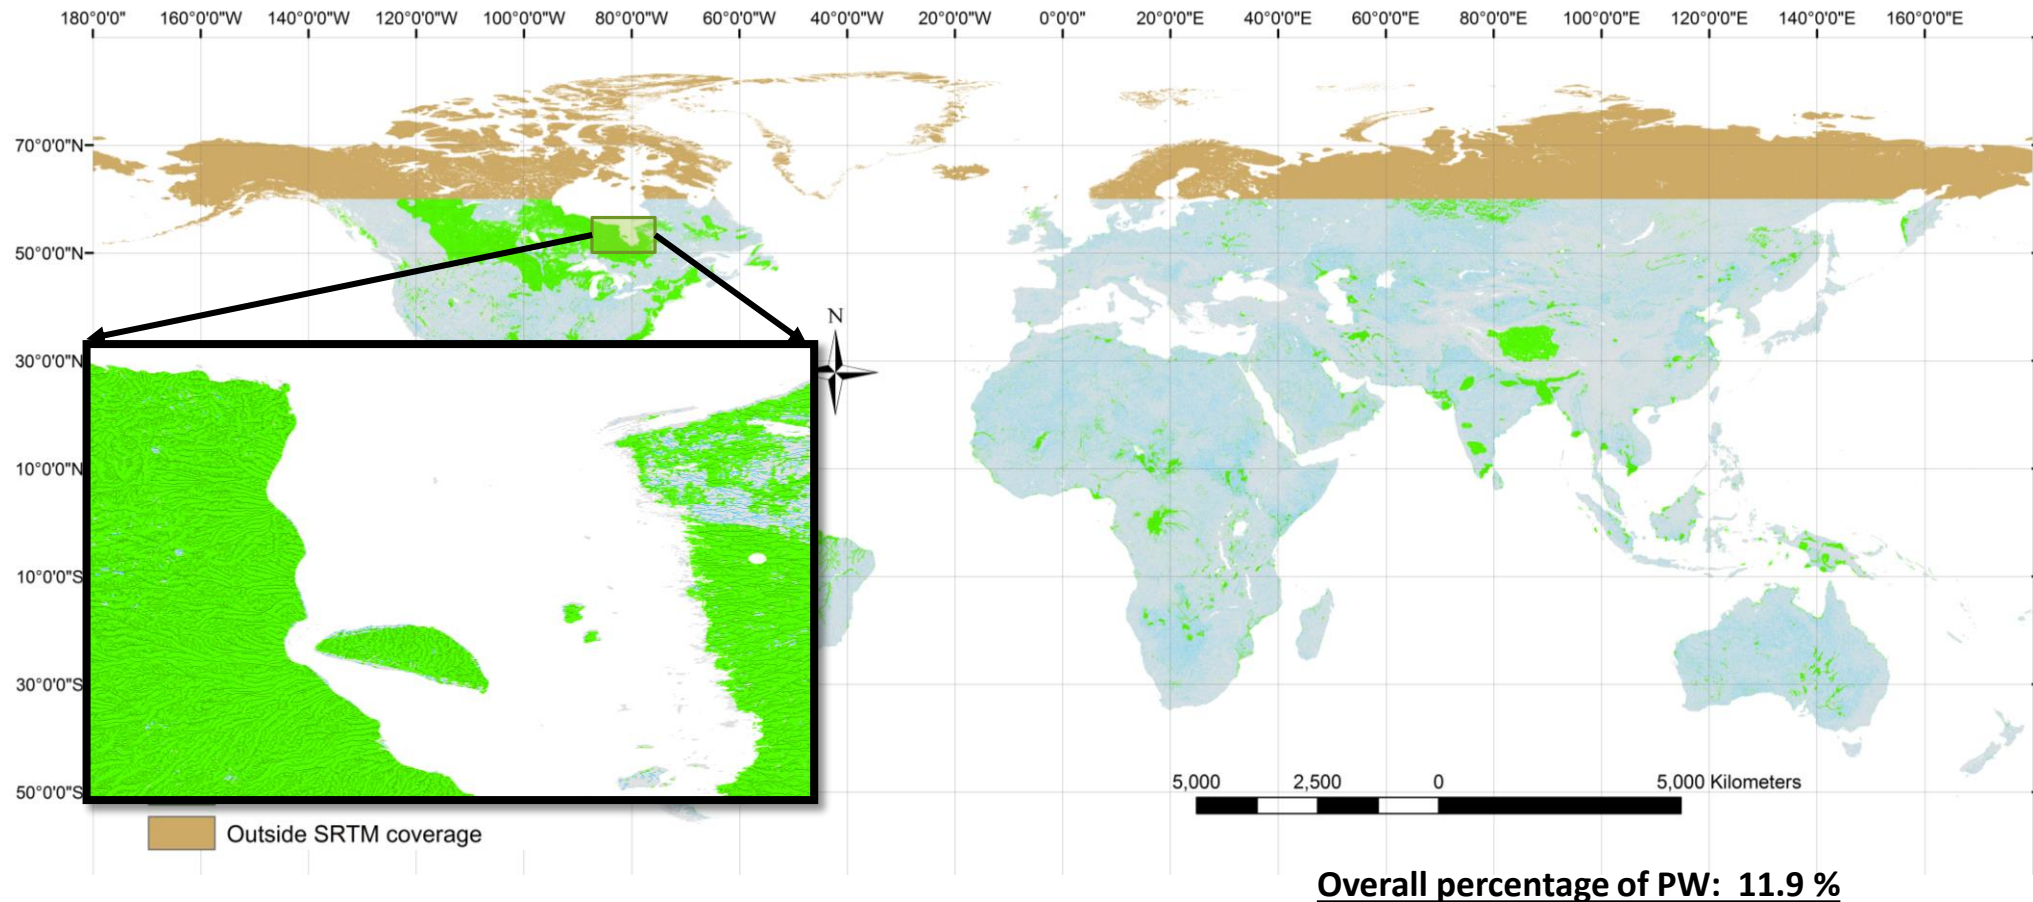 180°0'0" 160°0'0"W 140°0'0"W 120°0'0"W 100°0'0"W 80°0'0"W 60°0'0"W 40°0'0"W 20°0'0"W 0°0'0" 20°0'0"E 40°0'0"E 60°0'0"E 80°0'0"E 100°0'0"E 120°0'0"E 140°0'0"E 160°0'0"E
70°0'0"N
50°0'0"N
N
30°0'0"N
10°0'0"N
10°0'0"S
30°0'0"S
50°0'0"S
5,000 2,500 0 5,000 Kilometers
Outside SRTM coverage
Overall percentage of PW: 11.9 %